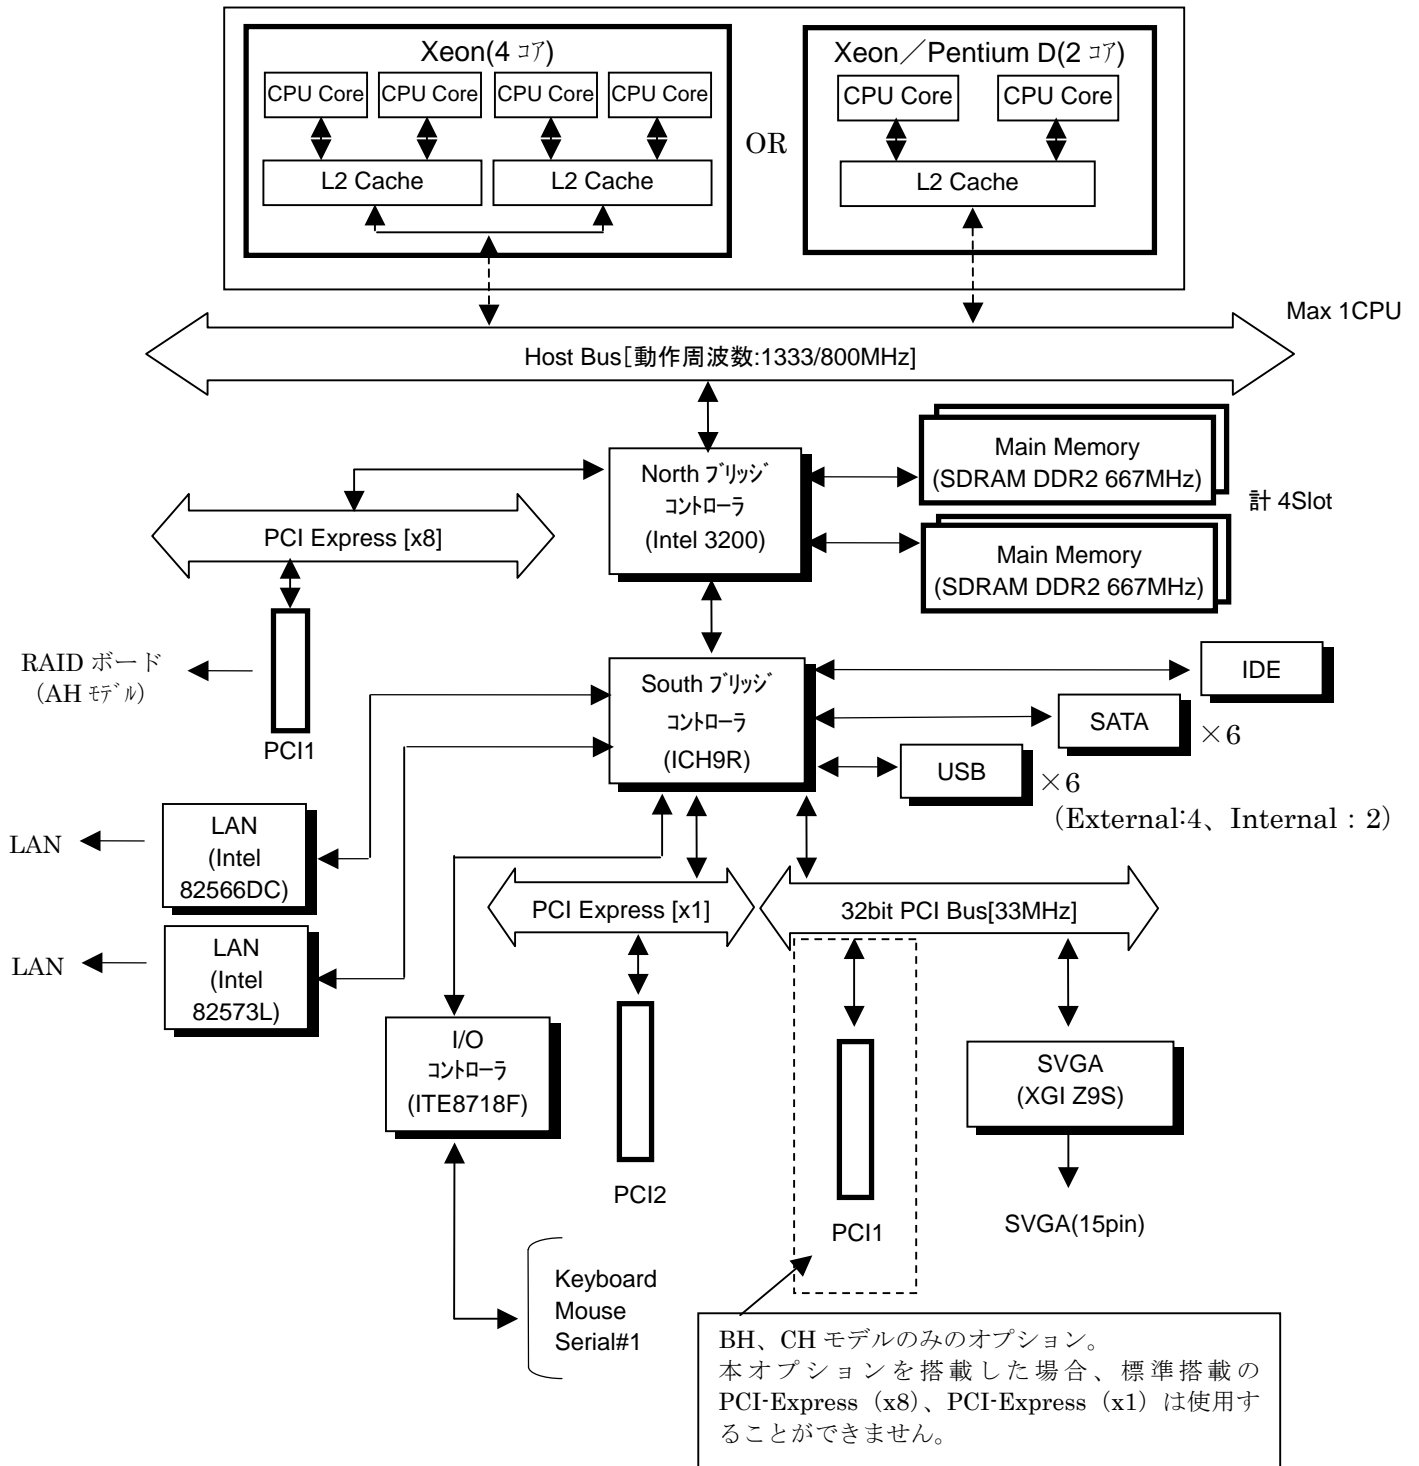 Xeon(4 コア)
CPU Core
CPU Core
CPU Core
CPU Core
L2 Cache
L2 Cache
OR
Xeon／Pentium D(2 コア)
CPU Core
CPU Core
L2 Cache
Max 1CPU
Host Bus[動作周波数:1333/800MHz]
North ブリッジ
コントローラ
(Intel 3200)
Main Memory
(SDRAM DDR2 667MHz)
計 4Slot
Main Memory
(SDRAM DDR2 667MHz)
PCI Express [x8]
RAID ボード
（AH モデル）
PCI1
South ブリッジ
コントローラ
(ICH9R)
IDE
SATA
×6
USB
×6
（External:4、Internal：2）
LAN
LAN
(Intel
82566DC)
LAN
LAN
(Intel
82573L)
PCI Express [x1]
32bit PCI Bus[33MHz]
I/O
コントローラ
(ITE8718F)
PCI2
PCI1
SVGA
(XGI Z9S)
SVGA(15pin)
Keyboard
Mouse
Serial#1
BH、CH モデルのみのオプション。
本オプションを搭載した場合、標準搭載の
PCI-Express（x8）、PCI-Express（x1）は使用す
ることができません。